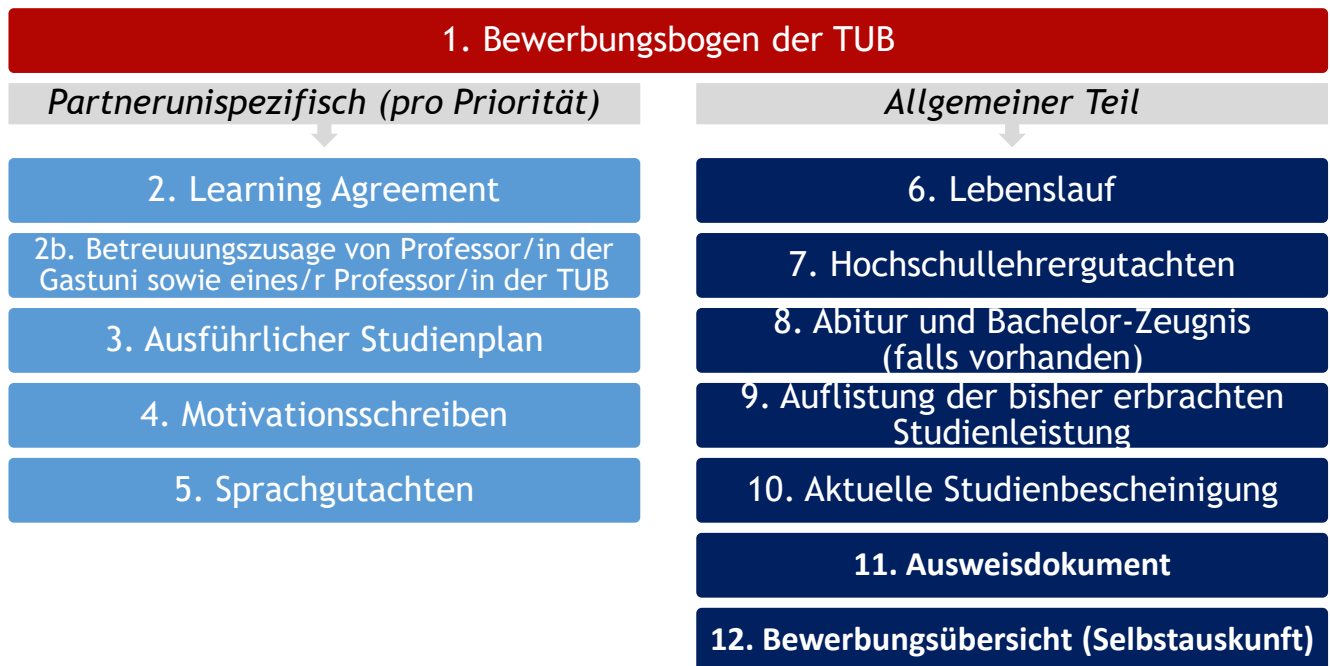 1. Bewerbungsbogen der TUB
Partnerunispezifisch (pro Priorität)
2. Learning Agreement
2b. Betreuuungszusage von Professor/in der
Gastuni sowie eines/r Professor/in der TUB
3. Ausführlicher Studienplan
4. Motivationsschreiben
5. Sprachgutachten
Allgemeiner Teil
6. Lebenslauf
7. Hochschullehrergutachten
8. Abitur und Bachelor-Zeugnis
(falls vorhanden)
9. Auflistung der bisher erbrachten
Studienleistung
10. Aktuelle Studienbescheinigung
11. Ausweisdokument
12. Bewerbungsübersicht (Selbstauskunft)